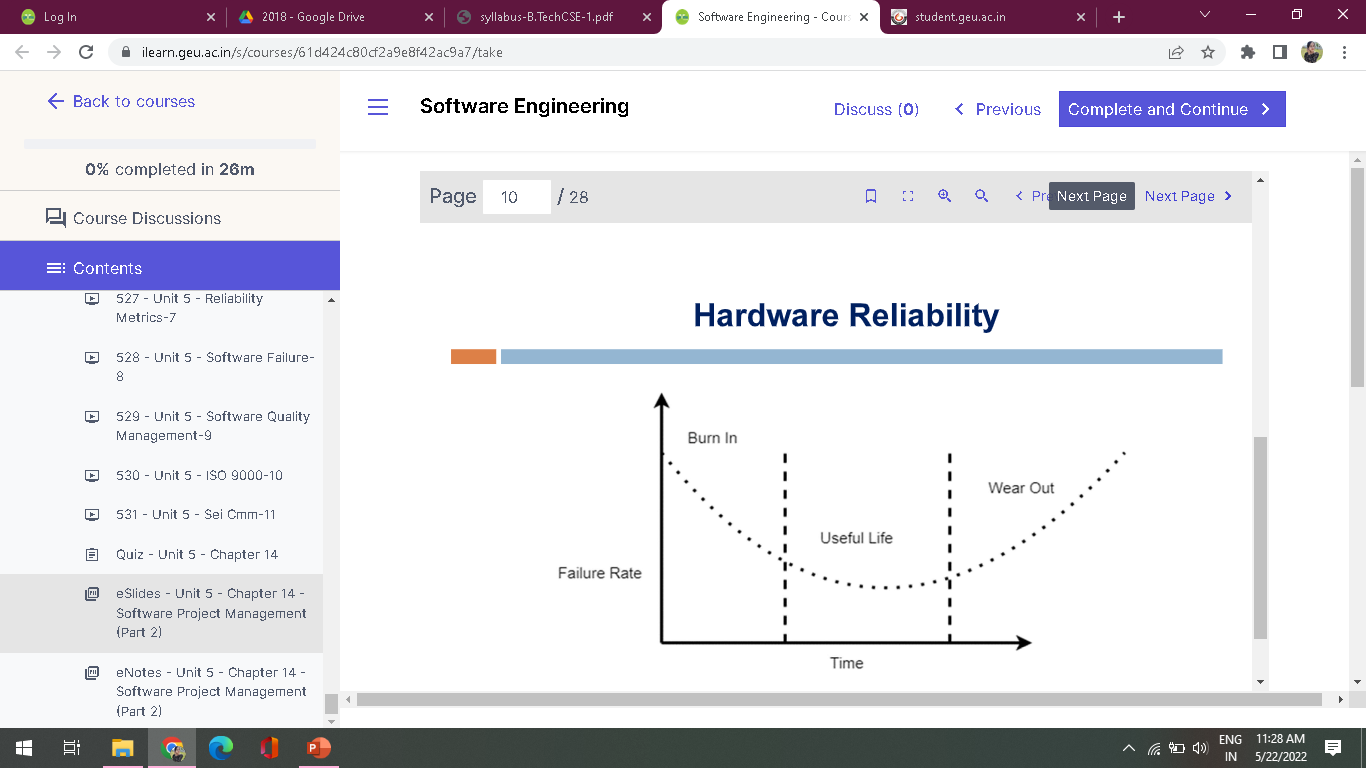 Log In
2018 - Google Drive
syllabus-B.TechCSE-1.pdf
Software Engineering - Cour
student.geu.ac.in
ilearn.geu.ac.in/s/courses/61d424c80cf2a9e8f42ac9a7/take
Back to courses
0% completed in 26m
Course Discussions
Contents
527 - Unit 5 - Reliability
Metrics-7
528 - Unit 5 - Software Failure-
8
529 - Unit 5 - Software Quality
Management-9
530 - Unit 5 - ISO 9000-10
531 - Unit 5 - Sei Cmm-11
Quiz - Unit 5 - Chapter 14
eSlides - Unit 5 - Chapter 14 -
Software Project Management
(Part 2)
eNotes - Unit 5 - Chapter 14 -
Software Project Management
(Part 2)
Software Engineering
Discuss (0)
Previous
Complete and Continue
Page 10 / 28
Pre
Next Page
Next Page
Hardware Reliability
Burn In
Wear Out
Useful Life
Failure Rate
Time
ENG
IN
11:28 AM
5/22/2022